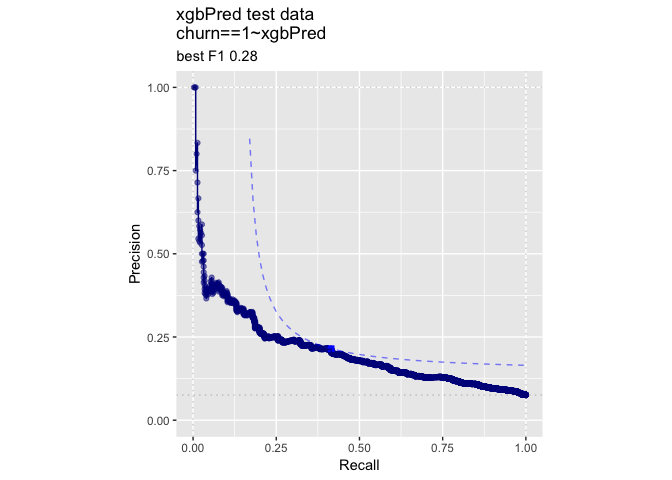 xgbPred test data
churn==1~xgbPred
best F1 0.28
1.00
0.75
0.50
0.25
0.00
Precision
0.00 0.25 0.50 0.75 1.00
Recall